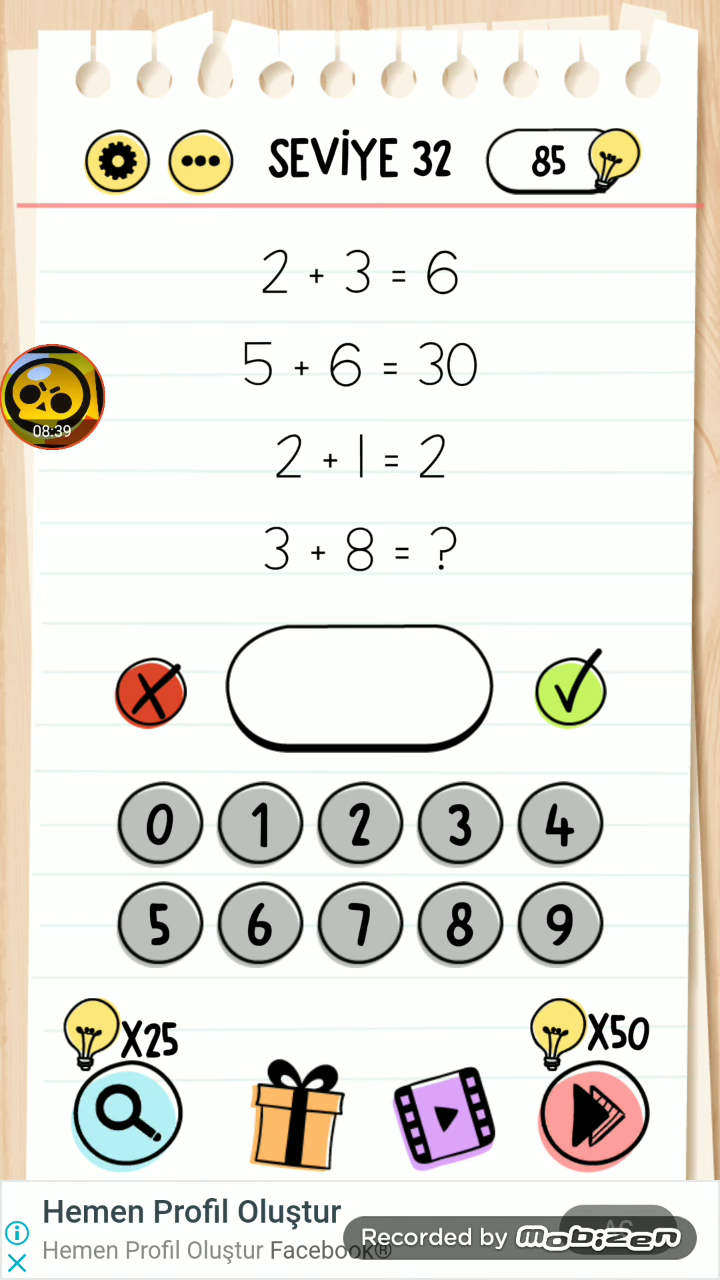 SEVİYE 32
85
2 + 3 = 6
5 + 6 = 30
08:39
2 + 1 = 2
3 + 8 = ?
0 1 2 3 4
5 6 7 8 9
X25
X50
Hemen Profil Oluştur
Hemen Profil Oluştur Facebook®
Recorded by mobizen